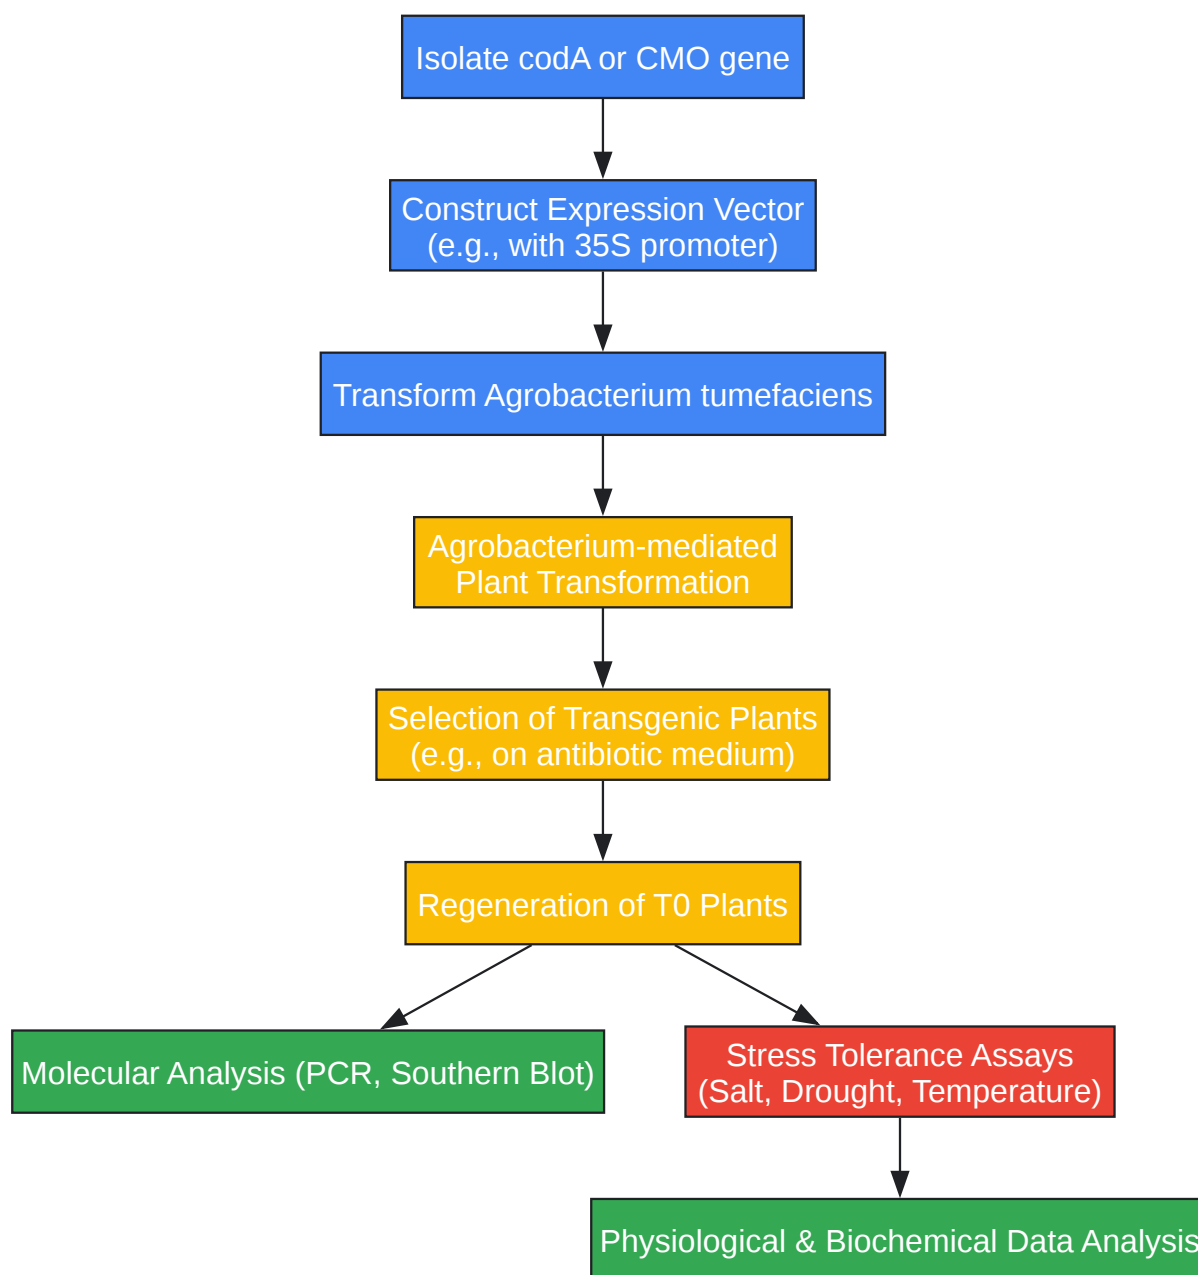 Isolate codA or CMO gene
Construct Expression Vector
(e.g., with 35S promoter)
Transform Agrobacterium tumefaciens
Agrobacterium-mediated
Plant Transformation
Selection of Transgenic Plants
(e.g., on antibiotic medium)
Regeneration of T0 Plants
Molecular Analysis (PCR, Southern Blot)
Stress Tolerance Assays
(Salt, Drought, Temperature)
Physiological & Biochemical Data Analysis